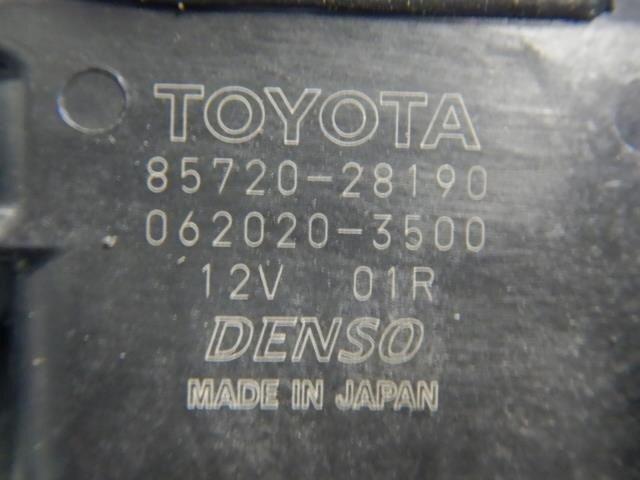 TOYOTA
85720-28190
062020-3500
12V 01R
DENSO
MADE IN JAPAN